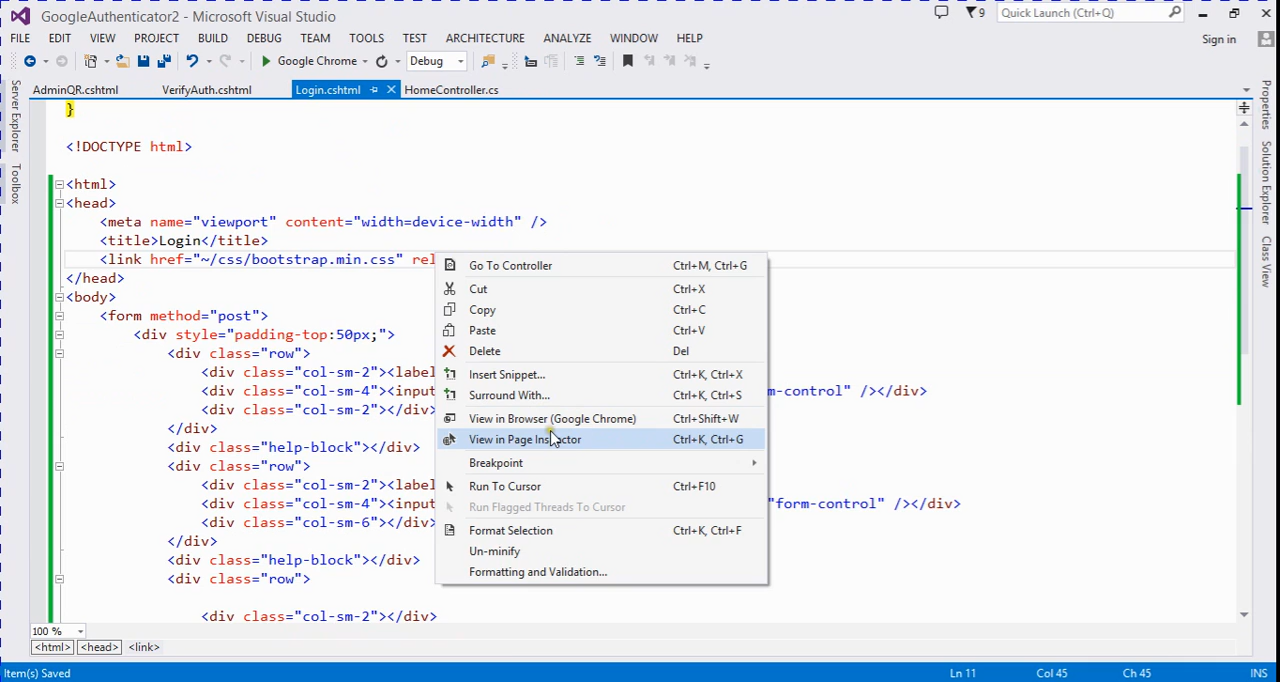 GoogleAuthenticator2 - Microsoft Visual Studio
9
Quick Launch (Ctrl+Q)
FILE EDIT VIEW PROJECT BUILD DEBUG TEAM TOOLS TEST ARCHITECTURE ANALYZE WINDOW HELP
Sign in
Google Chrome
Debug
AdminQR.cshtml VerifyAuth.cshtml Login.cshtml HomeController.cs
Server Explorer
Toolbox
Properties
Solution Explorer
Class View
}
<!DOCTYPE html>
<html>
<head>
<meta name="viewport" content="width=device-width" />
<title>Login</title>
<link href="~/css/bootstrap.min.css" rel
</head>
<body>
<form method="post">
<div style="padding-top:50px;">
<div class="row">
<div class="col-sm-2"><label
<div class="col-sm-4"><input m-control" /></div>
<div class="col-sm-2"></div>
</div>
<div class="help-block"></div>
<div class="row">
<div class="col-sm-2"><label
<div class="col-sm-4"><input "form-control" /></div>
<div class="col-sm-6"></div>
</div>
<div class="help-block"></div>
<div class="row">
<div class="col-sm-2"></div>
Go To Controller Ctrl+M, Ctrl+G
Cut Ctrl+X
Copy Ctrl+C
Paste Ctrl+V
Delete Del
Insert Snippet... Ctrl+K, Ctrl+X
Surround With... Ctrl+K, Ctrl+S
View in Browser (Google Chrome) Ctrl+Shift+W
View in Page Inspector Ctrl+K, Ctrl+G
Breakpoint
Run To Cursor Ctrl+F10
Run Flagged Threads To Cursor
Format Selection Ctrl+K, Ctrl+F
Un-minify
Formatting and Validation...
100 %
<html> <head> <link>
Item(s) Saved Ln 11 Col 45 Ch 45 INS